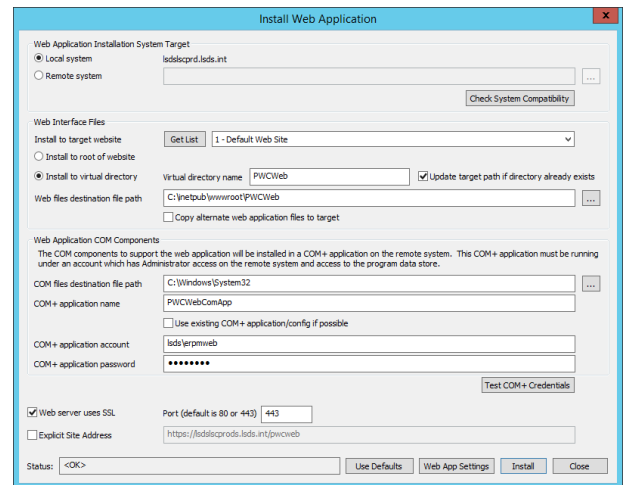 Install Web Application
x
Web Application Installation System Target
Local system lsdslscprd.lsds.int
Remote system ...
Check System Compatibility
Web Interface Files
Install to target website Get List 1 - Default Web Site
Install to root of website
Install to virtual directory Virtual directory name PWCWeb Update target path if directory already exists
Web files destination file path C:\inetpub\wwwroot\PWCWeb ...
Copy alternate web application files to target
Web Application COM Components
The COM components to support the web application will be installed in a COM+ application on the remote system. This COM+ application must be running
under an account which has Administrator access on the remote system and access to the program data store.
COM files destination file path C:\Windows\System32 ...
COM+ application name PWCWebComApp
Use existing COM+ application/config if possible
COM+ application account lsds\erpmweb
COM+ application password ●●●●●●●●
Test COM+ Credentials
Web server uses SSL Port (default is 80 or 443) 443
Explicit Site Address https://lsdslscprods.lsds.int/pwcweb
Status: <OK> Use Defaults Web App Settings Install Close